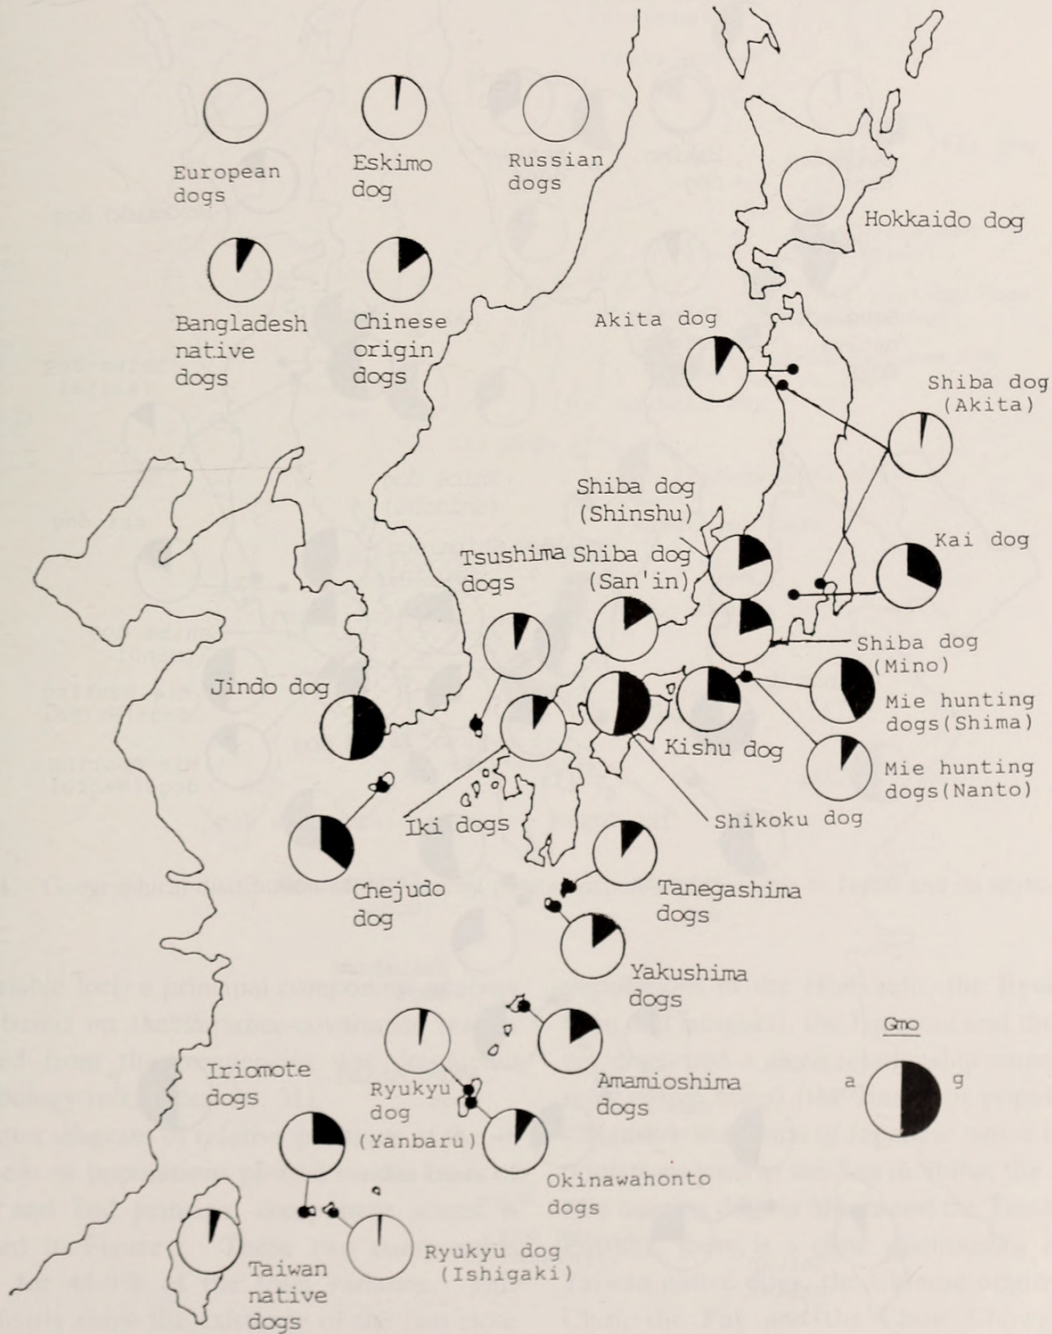 European
dogs
Eskimo
dog
Russian
dogs
Hokkaido dog
Bangladesh
native
dogs
Chinese
origin
dogs
Akita dog
Shiba dog
(Akita)
Shiba dog
(Shinshu)
Kai dog
Tsushima
dogs
Shiba dog
(San'in)
Shiba dog
(Mino)
Jindo dog
Mie hunting
dogs(Shima)
Kishu dog
Mie hunting
dogs(Nanto)
Iki dogs
Shikoku dog
Chejudo
dog
Tanegashima
dogs
Yakushima
dogs
Gmo
a
g
Iriomote
dogs
Ryukyu
dog
(Yanbaru)
Amamioshima
dogs
Okinawahonto
dogs
Taiwan
native
dogs
Ryukyu dog
(Ishigaki)